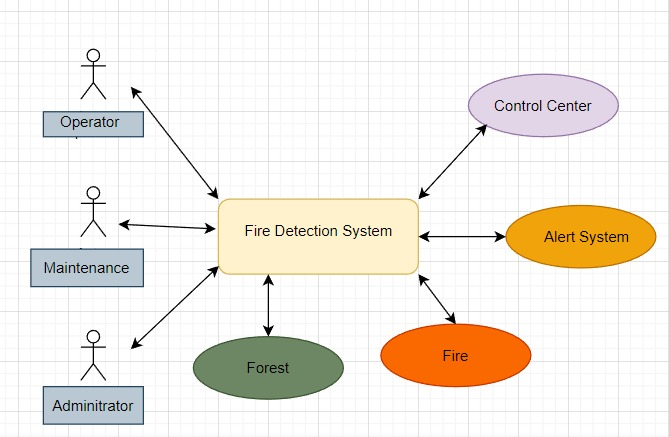 Operator
Control Center
Fire Detection System
Alert System
Maintenance
Forest
Fire
Adminitrator